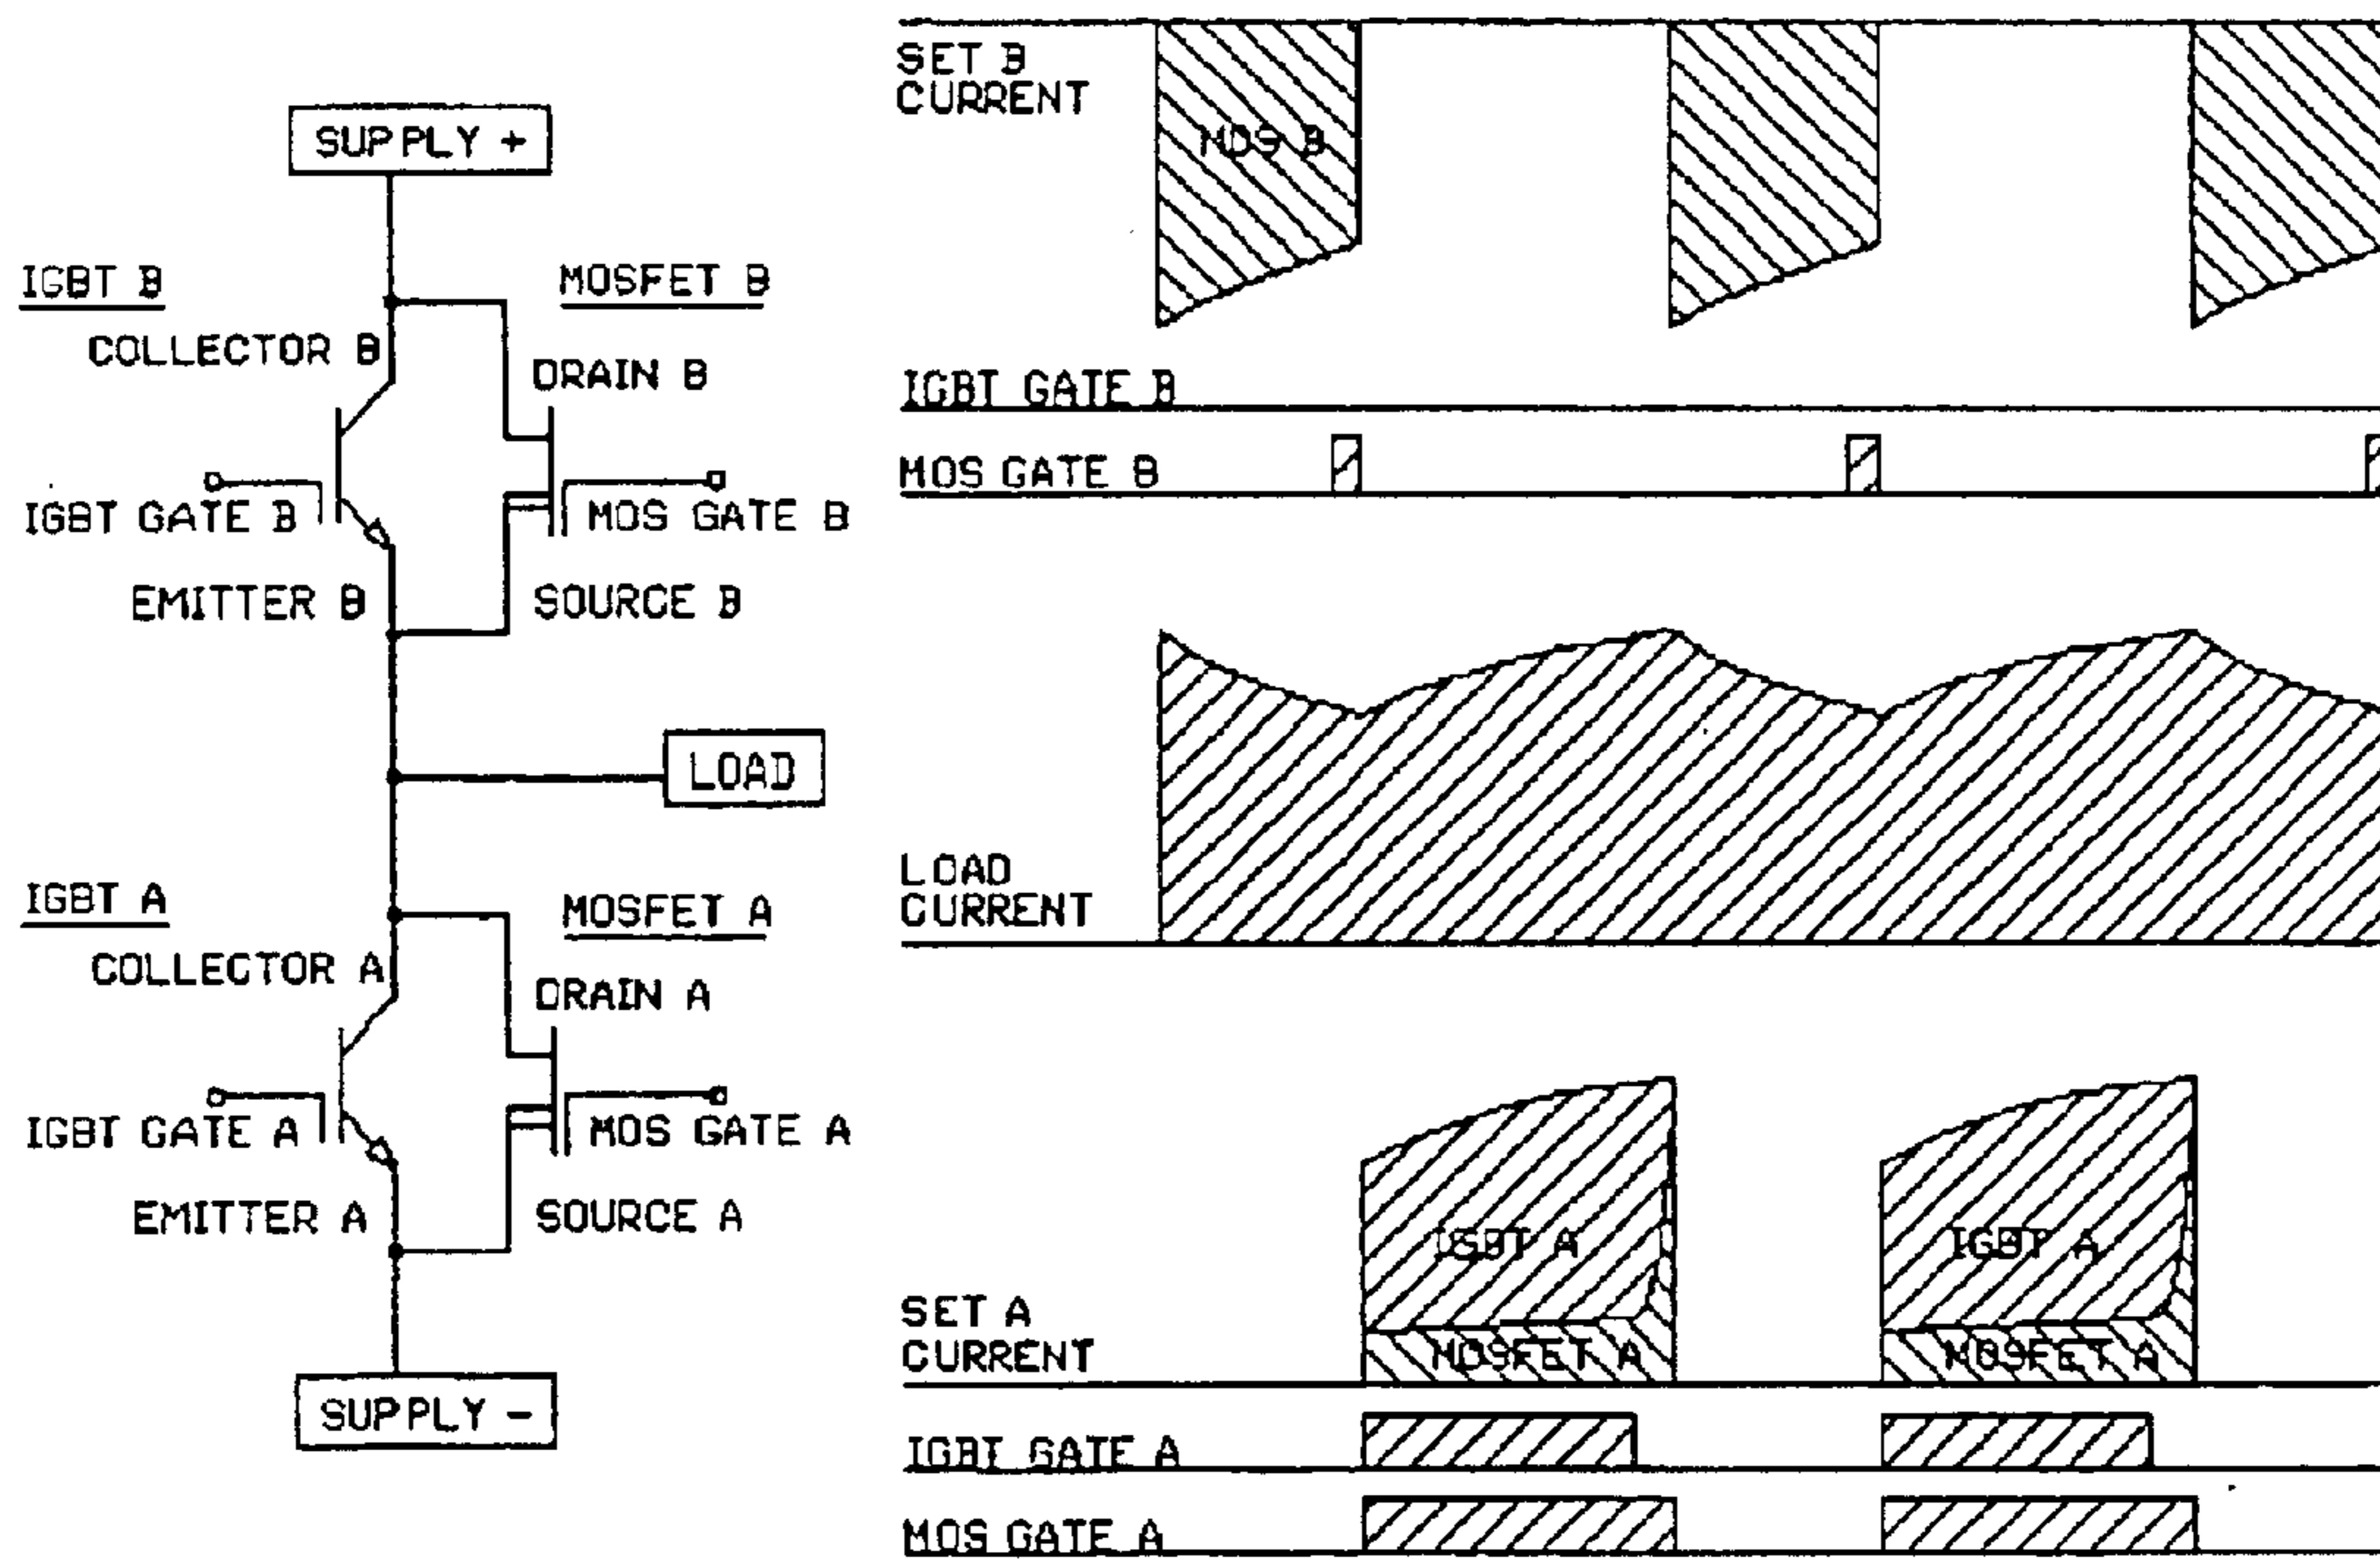 SUPPLY +
IGBT B
MOSFET B
COLLECTOR B
DRAIN B
IGBT GATE B
MOS GATE B
EMITTER B
SOURCE B
LOAD
IGBT A
MOSFET A
COLLECTOR A
DRAIN A
IGBT GATE A
MOS GATE A
EMITTER A
SOURCE A
SUPPLY -
SET B
CURRENT
MOS B
IGBT GATE B
MOS GATE B
LOAD
CURRENT
IGBT A
IGBT A
SET A
CURRENT
MOSFET A
MOSFET A
IGBT GATE A
MOS GATE A